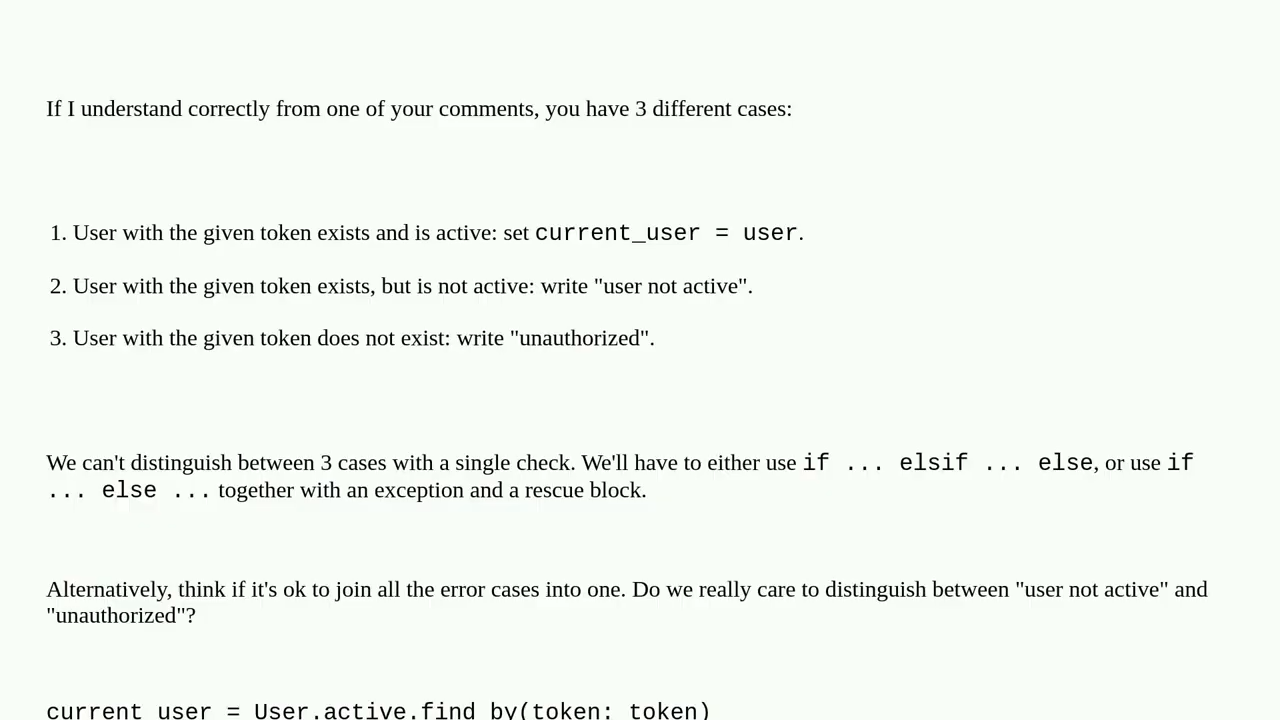 If I understand correctly from one of your comments, you have 3 different cases:
1. User with the given token exists and is active: set current_user = user.
2. User with the given token exists, but is not active: write "user not active".
3. User with the given token does not exist: write "unauthorized".
We can't distinguish between 3 cases with a single check. We'll have to either use if ... elsif ... else, or use if
... else ... together with an exception and a rescue block.
Alternatively, think if it's ok to join all the error cases into one. Do we really care to distinguish between "user not active" and
"unauthorized"?
current_user = User.active.find_by(token: token)